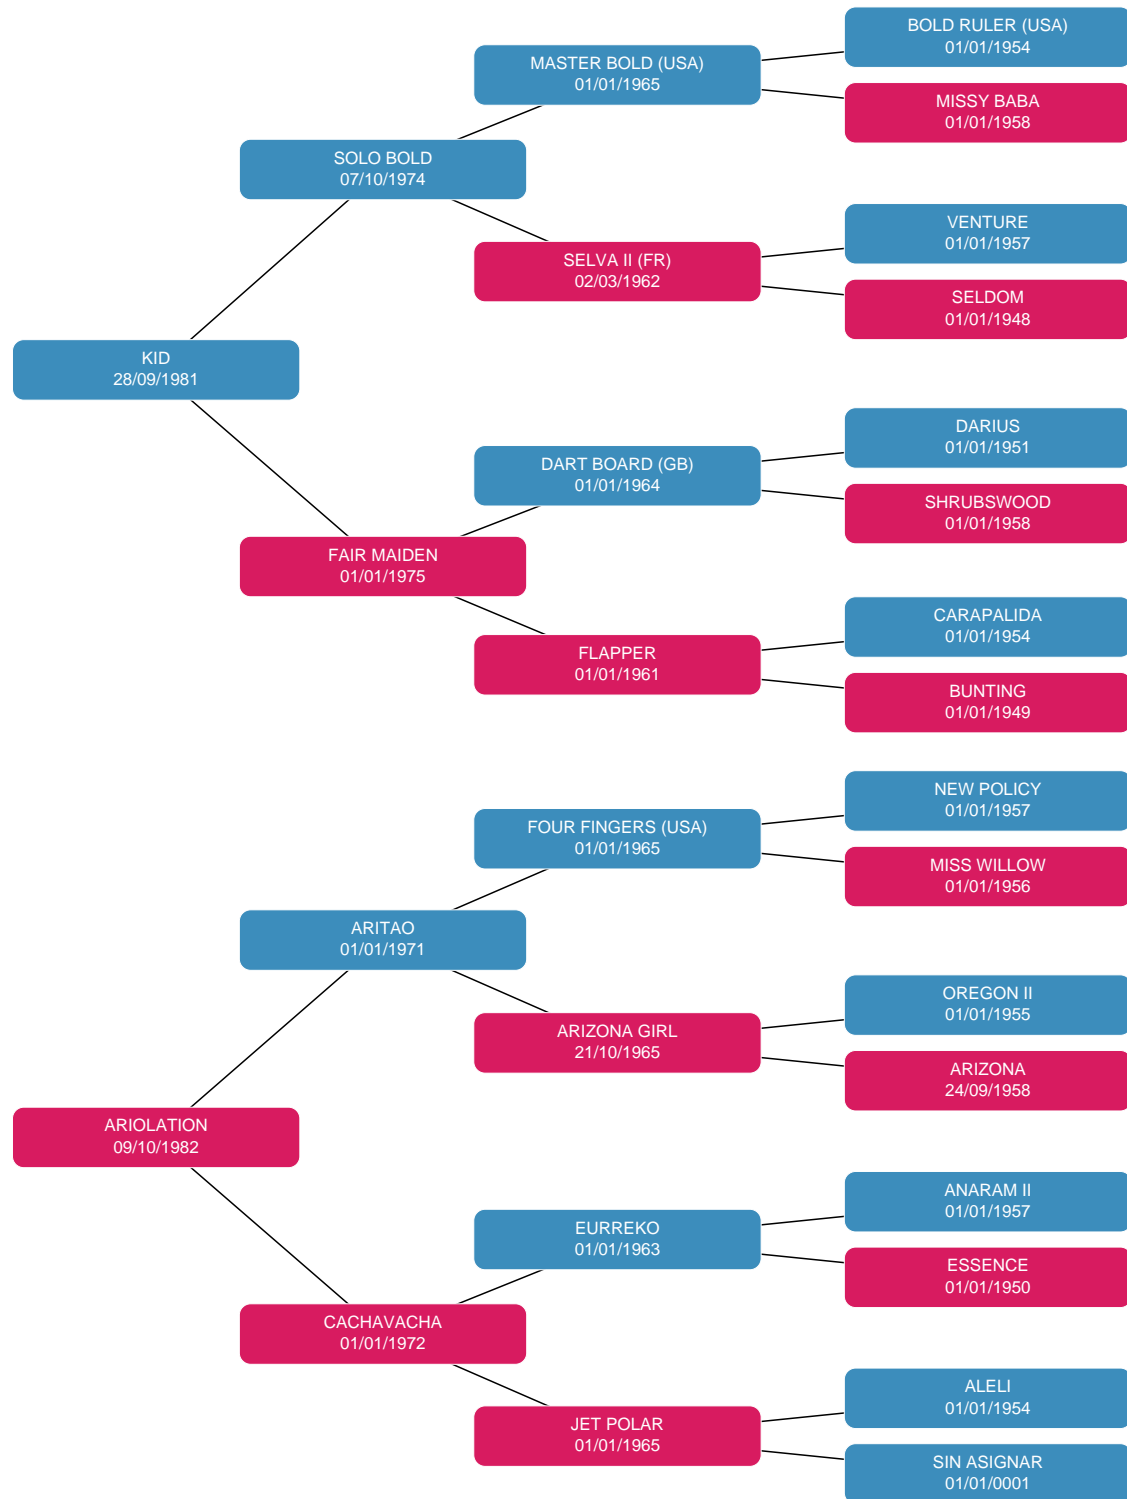 BOLD RULER (USA)
01/01/1954
MASTER BOLD (USA)
01/01/1965
MISSY BABA
01/01/1958
SOLO BOLD
07/10/1974
VENTURE
01/01/1957
SELVA II (FR)
02/03/1962
SELDOM
01/01/1948
KID
28/09/1981
DARIUS
01/01/1951
DART BOARD (GB)
01/01/1964
SHRUBSWOOD
01/01/1958
FAIR MAIDEN
01/01/1975
CARAPALIDA
01/01/1954
FLAPPER
01/01/1961
BUNTING
01/01/1949
NEW POLICY
01/01/1957
FOUR FINGERS (USA)
01/01/1965
MISS WILLOW
01/01/1956
ARITAO
01/01/1971
OREGON II
01/01/1955
ARIZONA GIRL
21/10/1965
ARIZONA
24/09/1958
ARIOLATION
09/10/1982
ANARAM II
01/01/1957
EURREKO
01/01/1963
ESSENCE
01/01/1950
CACHAVACHA
01/01/1972
ALELI
01/01/1954
JET POLAR
01/01/1965
SIN ASIGNAR
01/01/0001